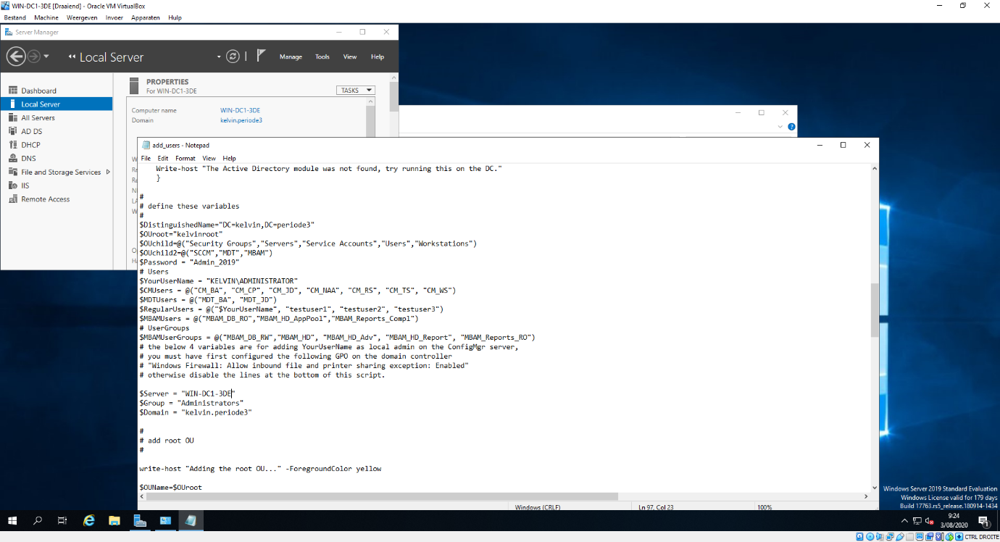 WIN-DC1-3DE [Draaiend] - Oracle VM VirtualBox
Bestand Machine Weergeven Invoer Apparaten Hulp
Server Manager
Local Server
Manage Tools View Help
Dashboard
Local Server
All Servers
AD DS
DHCP
DNS
File and Storage Services
IIS
Remote Access
PROPERTIES
For WIN-DC1-3DE
TASKS
Computer name WIN-DC1-3DE
Domain kelvin.periode3
add_users - Notepad
File Edit Format View Help
Write-host "The Active Directory module was not found, try running this on the DC."
}
#
# define these variables
#
$DistinguishedName="DC=kelvin,DC=periode3"
$OUroot="kelvinroot"
$OUchild=@("Security Groups","Servers","Service Accounts","Users","Workstations")
$OUchild2=@("SCCM","MDT","MBAM")
$Password = "Admin_2019"
# Users
$YourUserName = "KELVIN\ADMINISTRATOR"
$CMUsers = @("CM_BA", "CM_CP", "CM_JD", "CM_NAA", "CM_RS", "CM_TS", "CM_WS")
$MDTUsers = @("MDT_BA", "MDT_JD")
$RegularUsers = @("$YourUserName", "testuser1", "testuser2", "testuser3")
$MBAMUsers = @("MBAM_DB_RO","MBAM_HD_AppPool","MBAM_Reports_Compl")
# UserGroups
$MBAMUserGroups = @("MBAM_DB_RW","MBAM_HD", "MBAM_HD_Adv", "MBAM_HD_Report", "MBAM_Reports_RO")
# the below 4 variables are for adding YourUserName as local admin on the ConfigMgr server,
# you must have first configured the following GPO on the domain controller
# "Windows Firewall: Allow inbound file and printer sharing exception: Enabled"
# otherwise disable the lines at the bottom of this script.
$Server = "WIN-DC1-3DE"
$Group = "Administrators"
$Domain = "kelvin.periode3"
#
# add root OU
#
write-host "Adding the root OU..." -ForegroundColor yellow
$OUName=$OUroot
Windows (CRLF) Ln 97, Col 23 100%
Windows Server 2019 Standard Evaluation
Windows License valid for 179 days
Build 17763.rs5_release.180914-1434
9:24
3/08/2020
1
CTRL DROITE